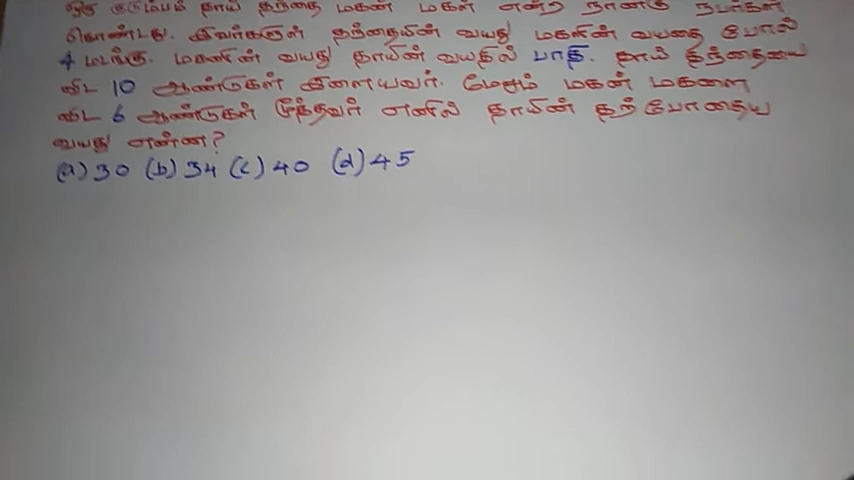 ஒரு குடும்பம் தாய் தந்தை மகன் மகள் என்ற நான்கு நபர்கள்
கொண்டது. இவர்களுள் தந்தையின் வயது மகளின் வயதை போல்
4 மடங்கு. மகனின் வயது தாயின் வயதில் பாதி. தாய் தந்தையை
விட 10 ஆண்டுகள் இளையவர். மேலும் மகன் மகளை
விட 6 ஆண்டுகள் மூத்தவர் எனில் தாயின் தற்போதைய
வயது என்ன?
(a) 30 (b) 34 (c) 40 (d) 45